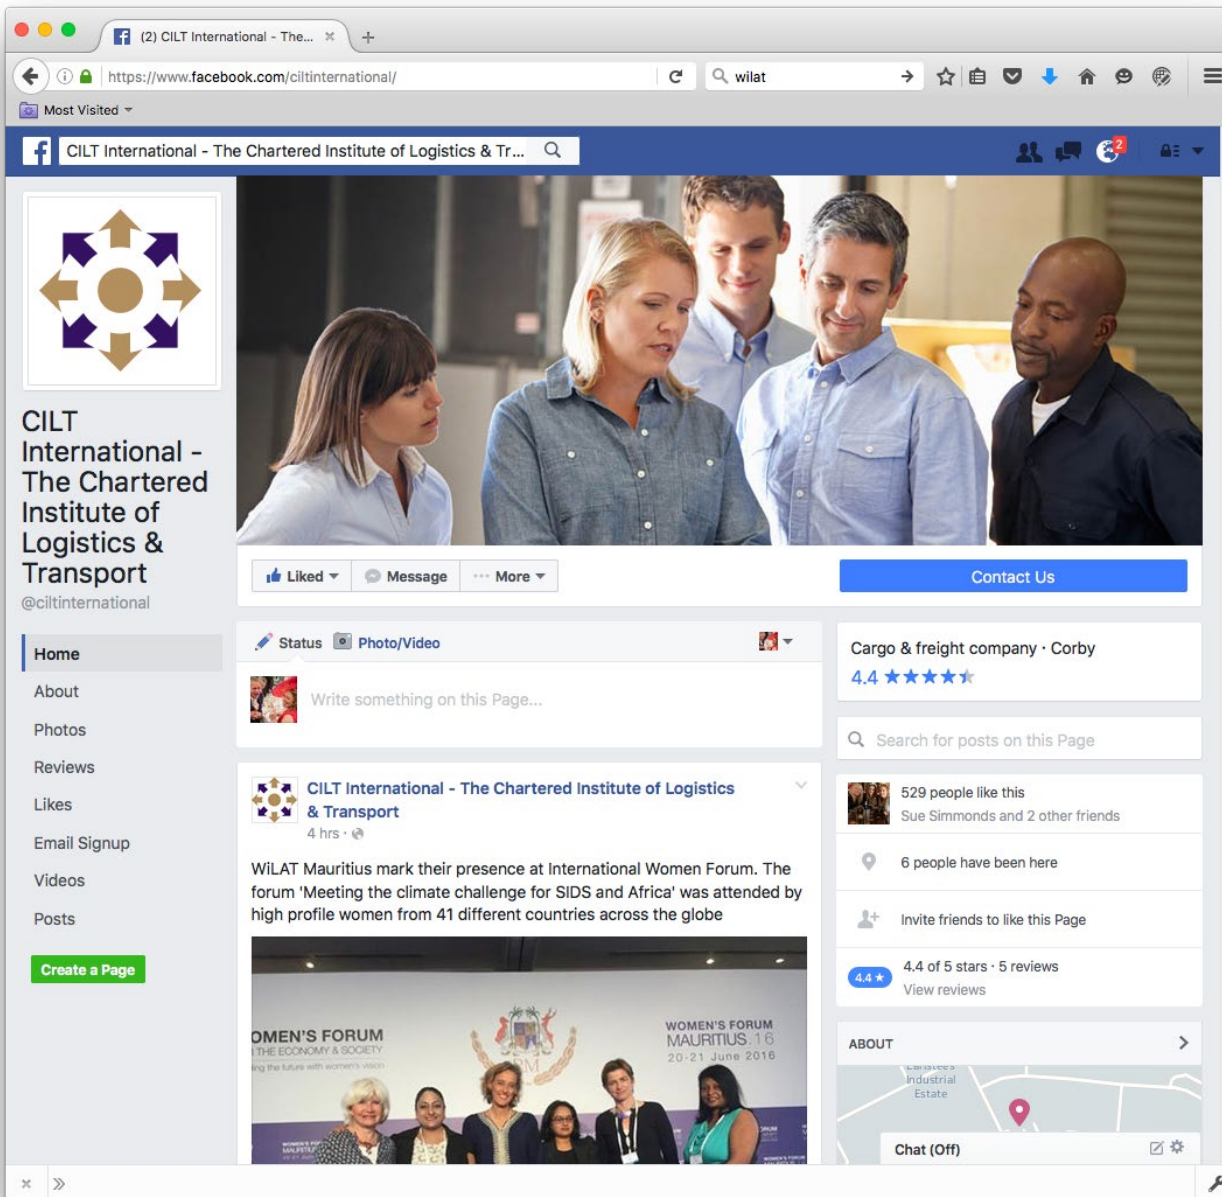 (2) CILT International - The...
https://www.facebook.com/ciltinternational/
wilat
Most Visited
CILT International - The Chartered Institute of Logistics & Tr...
2
CILT
International -
The Chartered
Institute of
Logistics &
Transport
@ciltinternational
Home
About
Photos
Reviews
Likes
Email Signup
Videos
Posts
Create a Page
Liked
Message
More
Contact Us
Status
Photo/Video
Write something on this Page...
CILT International - The Chartered Institute of Logistics
& Transport
4 hrs
WiLAT Mauritius mark their presence at International Women Forum. The
forum 'Meeting the climate challenge for SIDS and Africa' was attended by
high profile women from 41 different countries across the globe
OMEN'S FORUM
THE ECONOMY & SOCIETY
ing the future with women's vision
RM
WOMEN'S FORUM
MAURITIUS.16
20-21 June 2016
Cargo & freight company · Corby
4.4
Search for posts on this Page
529 people like this
Sue Simmonds and 2 other friends
6 people have been here
Invite friends to like this Page
4.4
4.4 of 5 stars · 5 reviews
View reviews
ABOUT
Industrial
Estate
Chat (Off)